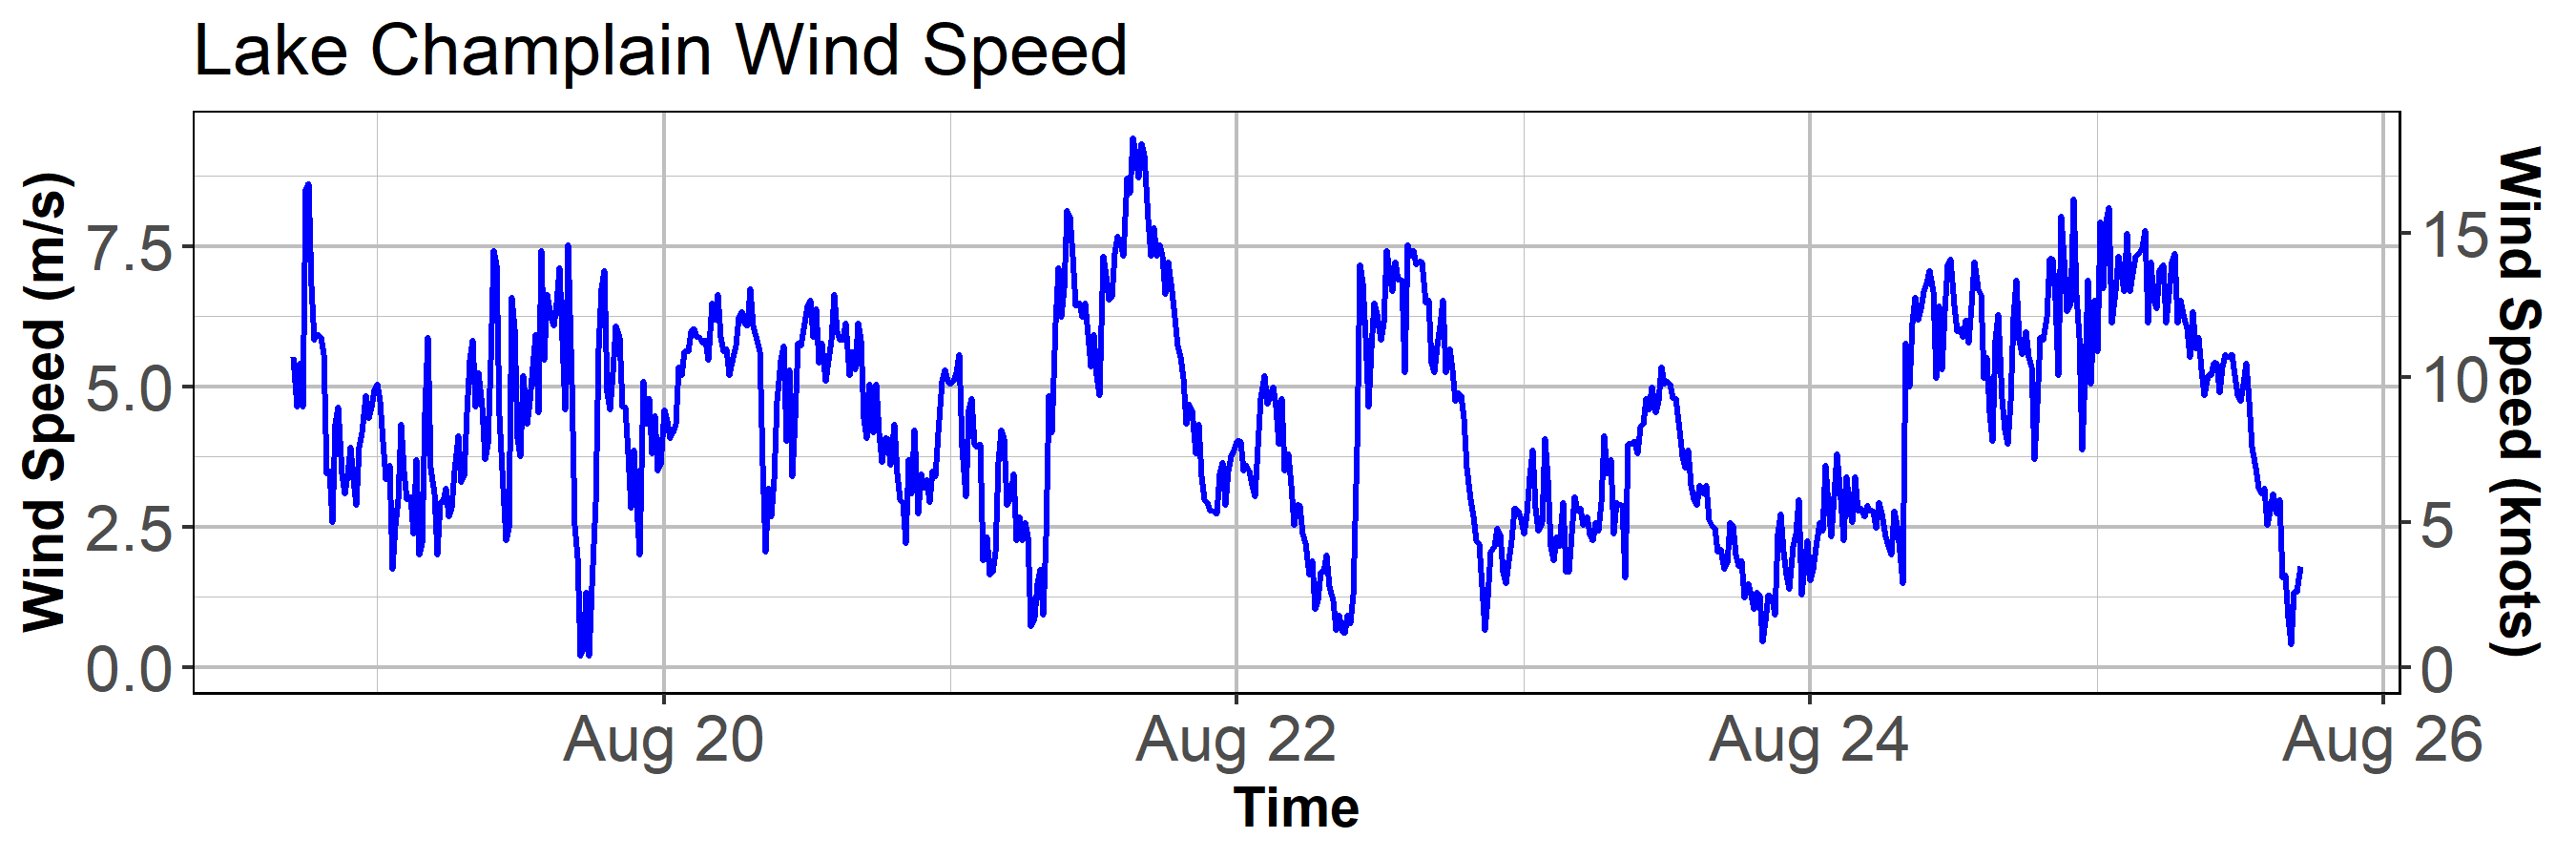 Lake Champlain Wind Speed
Wind Speed (m/s)
7.5
5.0
2.5
0.0
15
10
5
0
Wind Speed (knots)
Aug 20
Aug 22
Aug 24
Aug 26
Time